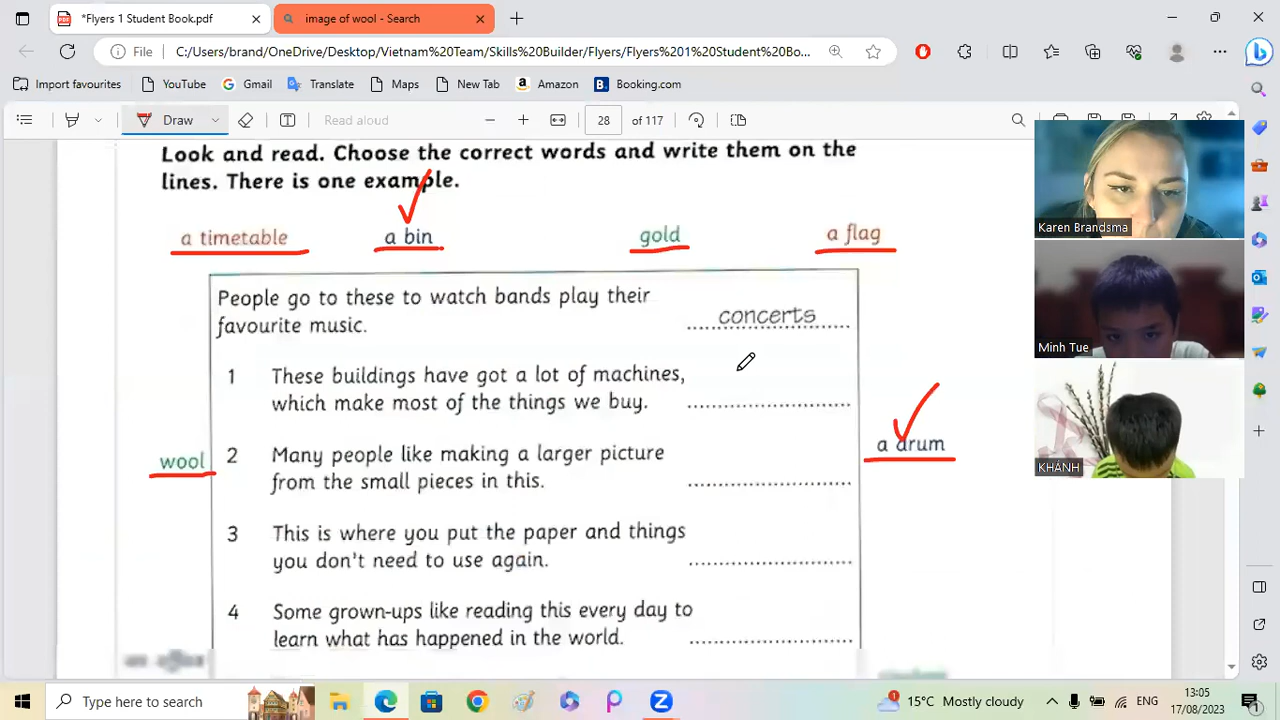 *Flyers 1 Student Book.pdf
image of wool - Search
File
C:/Users/brand/OneDrive/Desktop/Vietnam%20Team/Skills%20Builder/Flyers/Flyers%201%20Student%20Bo...
Import favourites
YouTube
Gmail
Translate
Maps
New Tab
Amazon
Booking.com
Draw
Read aloud
28 of 117
Look and read. Choose the correct words and write them on the
lines. There is one example.
a timetable
a bin
gold
a flag
People go to these to watch bands play their
favourite music.
concerts
1 These buildings have got a lot of machines,
which make most of the things we buy.
wool
2 Many people like making a larger picture
from the small pieces in this.
a drum
3 This is where you put the paper and things
you don't need to use again.
4 Some grown-ups like reading this every day to
learn what has happened in the world.
Karen Brandsma
Minh Tue
KHÁNH
Type here to search
15°C Mostly cloudy
ENG
13:05
17/08/2023